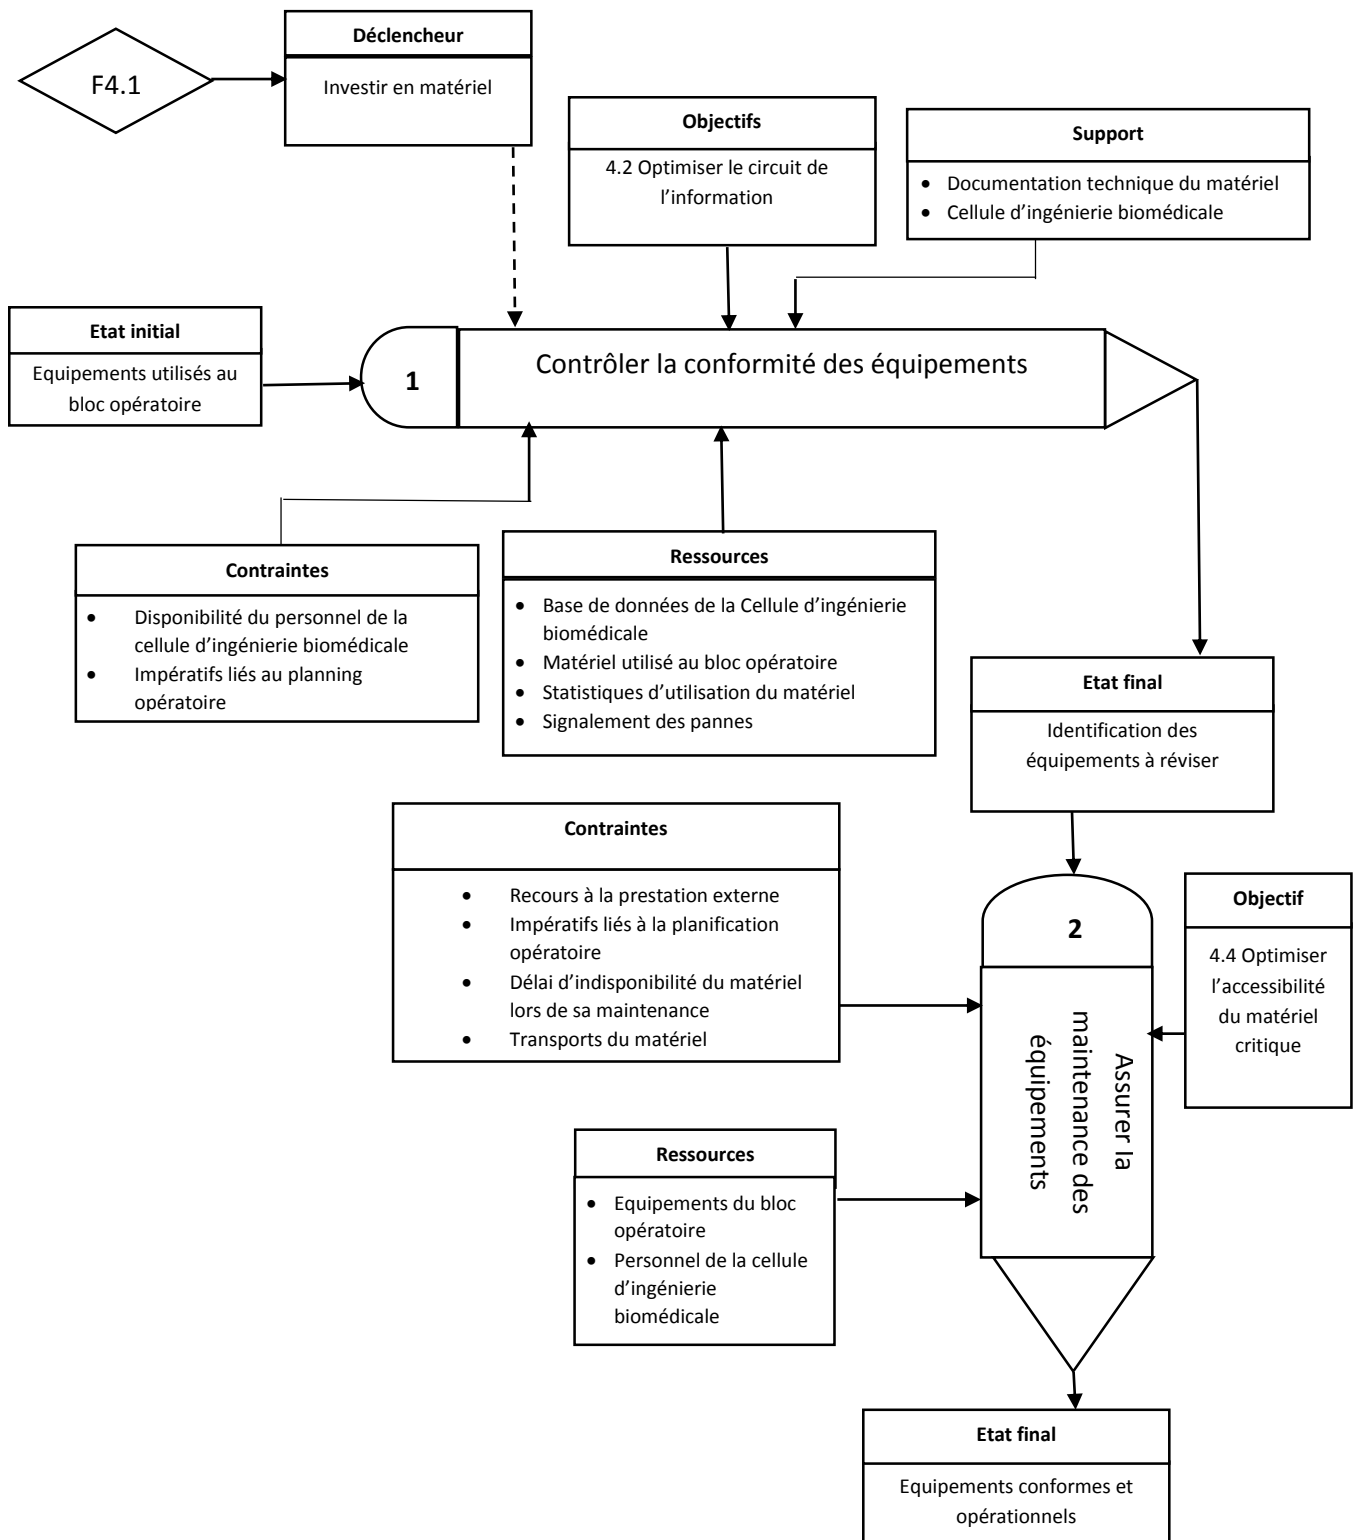 F4.1
Déclencheur
Investir en matériel
Objectifs
4.2 Optimiser le circuit de
l’information
Support
• Documentation technique du matériel
• Cellule d’ingénierie biomédicale
Etat initial
Equipements utilisés au
bloc opératoire
1
Contrôler la conformité des équipements
Contraintes
• Disponibilité du personnel de la
cellule d’ingénierie biomédicale
• Impératifs liés au planning
opératoire
Ressources
• Base de données de la Cellule d’ingénierie
biomédicale
• Matériel utilisé au bloc opératoire
• Statistiques d’utilisation du matériel
• Signalement des pannes
Etat final
Identification des
équipements à réviser
Contraintes
• Recours à la prestation externe
• Impératifs liés à la planification
opératoire
• Délai d’indisponibilité du matériel
lors de sa maintenance
• Transports du matériel
2
Assurer la
maintenance des
équipements
Objectif
4.4 Optimiser
l’accessibilité
du matériel
critique
Ressources
• Equipements du bloc
opératoire
• Personnel de la cellule
d’ingénierie
biomédicale
Etat final
Equipements conformes et
opérationnels